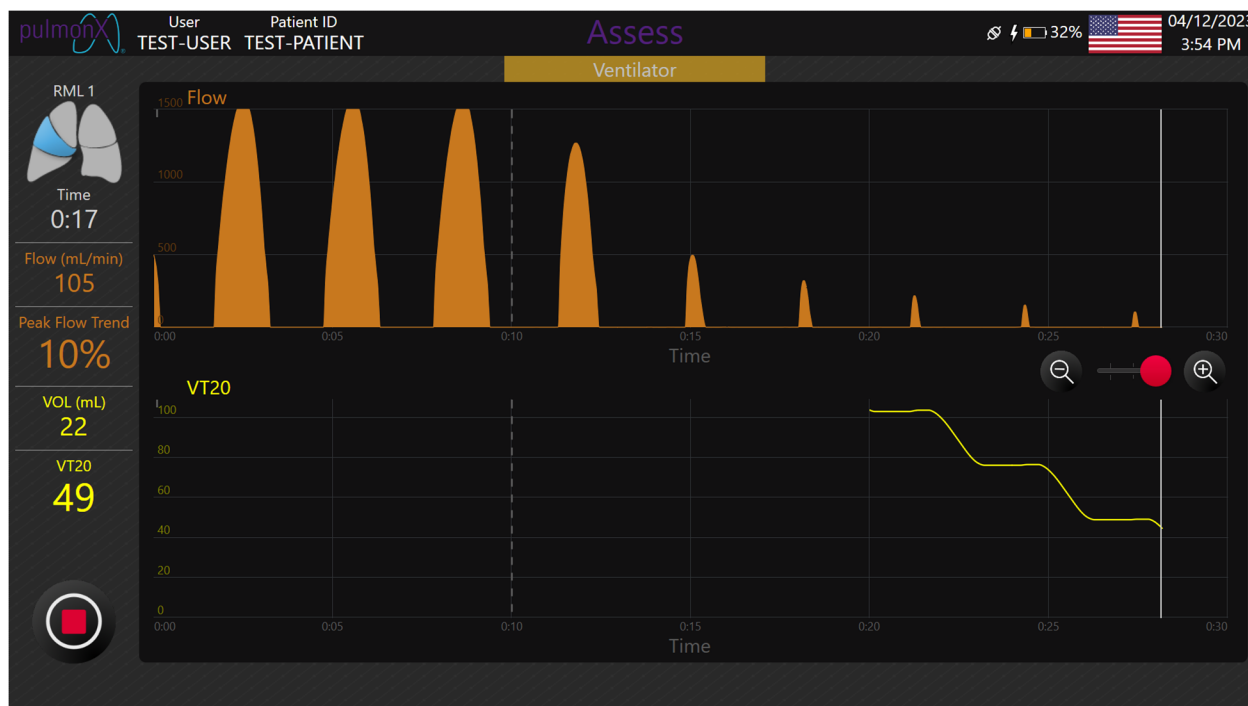 pulmonX
User
TEST-USER
Patient ID
TEST-PATIENT
Assess
32%
04/12/2023
3:54 PM
Ventilator
RML 1
Time
0:17
Flow (mL/min)
105
Peak Flow Trend
10%
VOL (mL)
22
VT20
49
Flow
1500
1000
500
0
0:00 0:05 0:10 0:15 0:20 0:25 0:30
Time
VT20
100
80
60
40
20
0
0:00 0:05 0:10 0:15 0:20 0:25 0:30
Time